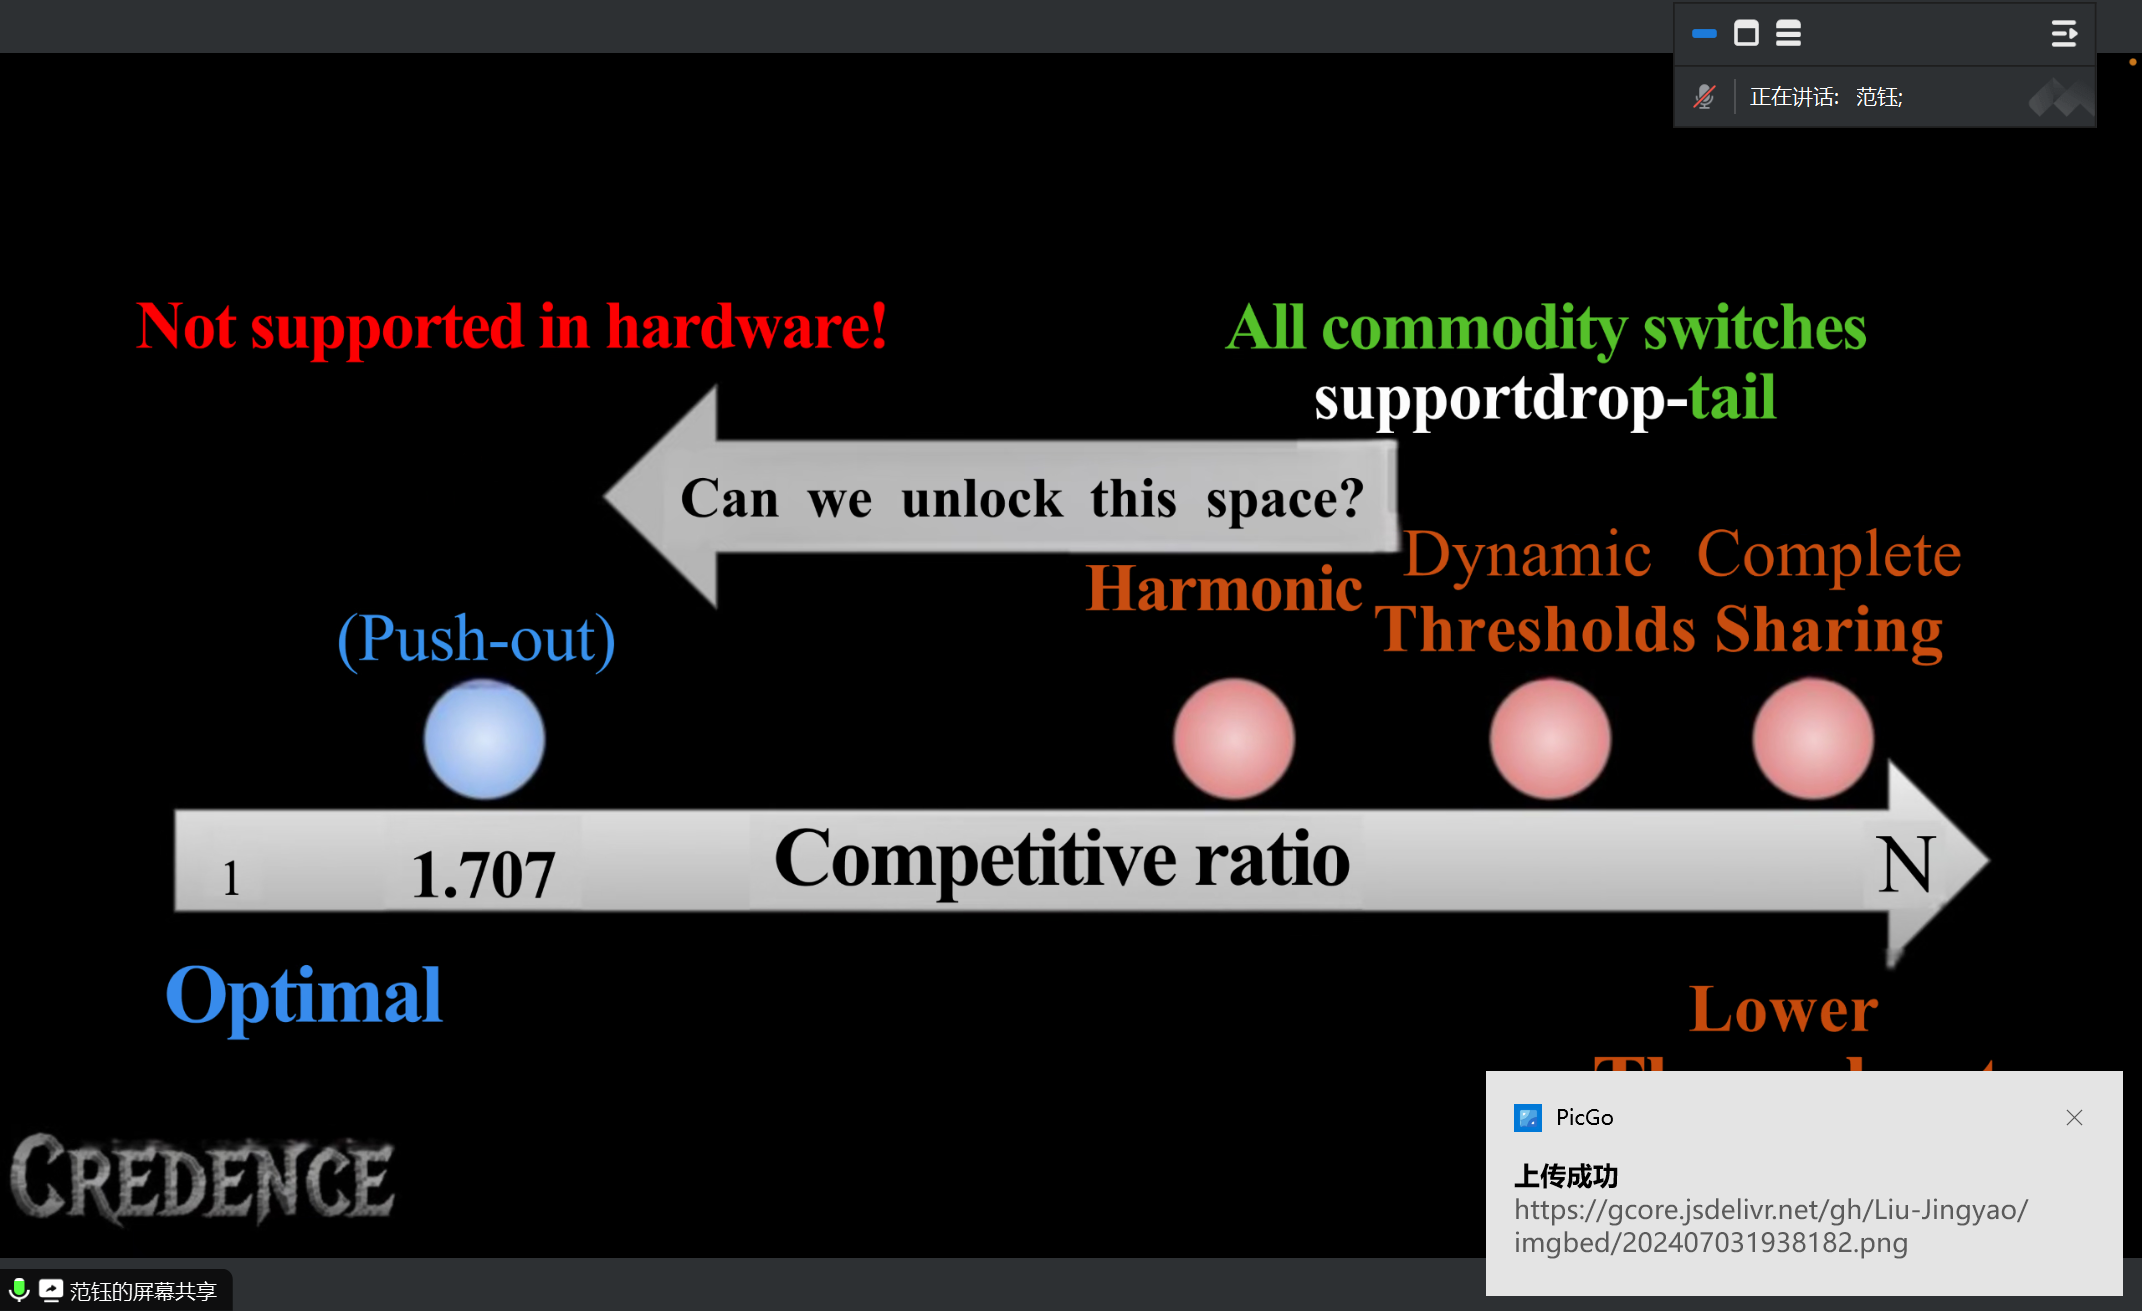 正在讲话: 范钰;
Not supported in hardware!
All commodity switches
supportdrop-tail
Can we unlock this space?
Harmonic
Dynamic Complete
Thresholds Sharing
(Push-out)
1
1.707
Competitive ratio
N
Optimal
Lower
CREDENCE
PicGo
上传成功
https://gcore.jsdelivr.net/gh/Liu-Jingyao/
imgbed/202407031938182.png
范钰的屏幕共享